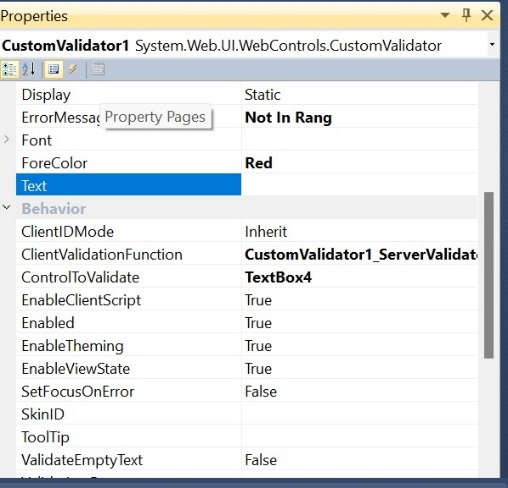 Properties
CustomValidator1 System.Web.UI.WebControls.CustomValidator
Display Static
Property Pages
Not In Rang
Font
ForeColor Red
Text
Behavior
ClientIDMode Inherit
ClientValidationFunction CustomValidator1_ServerValidat
ControlToValidate TextBox4
EnableClientScript True
Enabled True
EnableTheming True
EnableViewState True
SetFocusOnError False
SkinID
ToolTip
ValidateEmptyText False